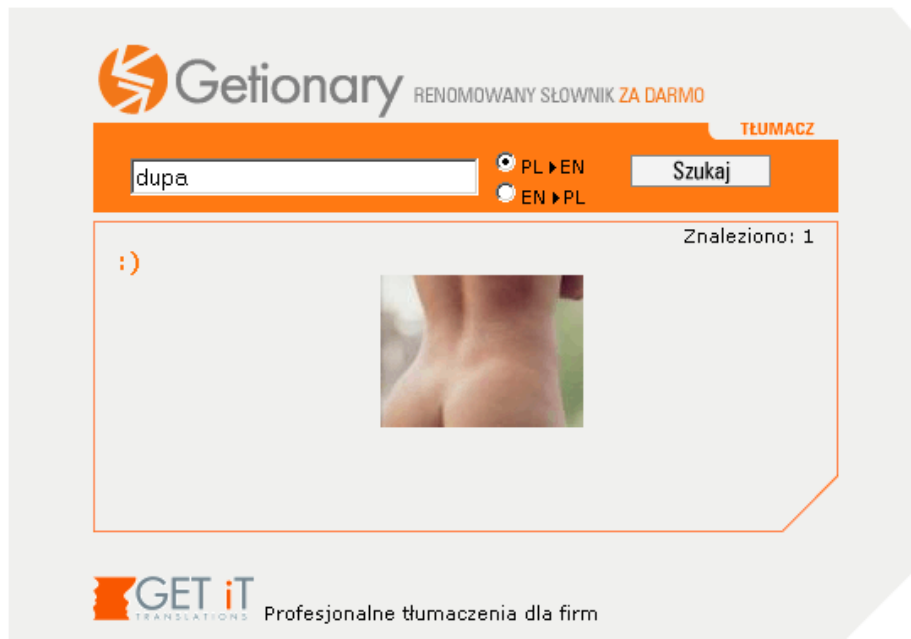 Getionary RENOMOWANY SŁOWNIK ZA DARMO
TŁUMACZ
dupa
PL EN
Szukaj
EN PL
Znaleziono: 1
:)
GET iT
TRANSLATIONS
Profesjonalne tłumaczenia dla firm